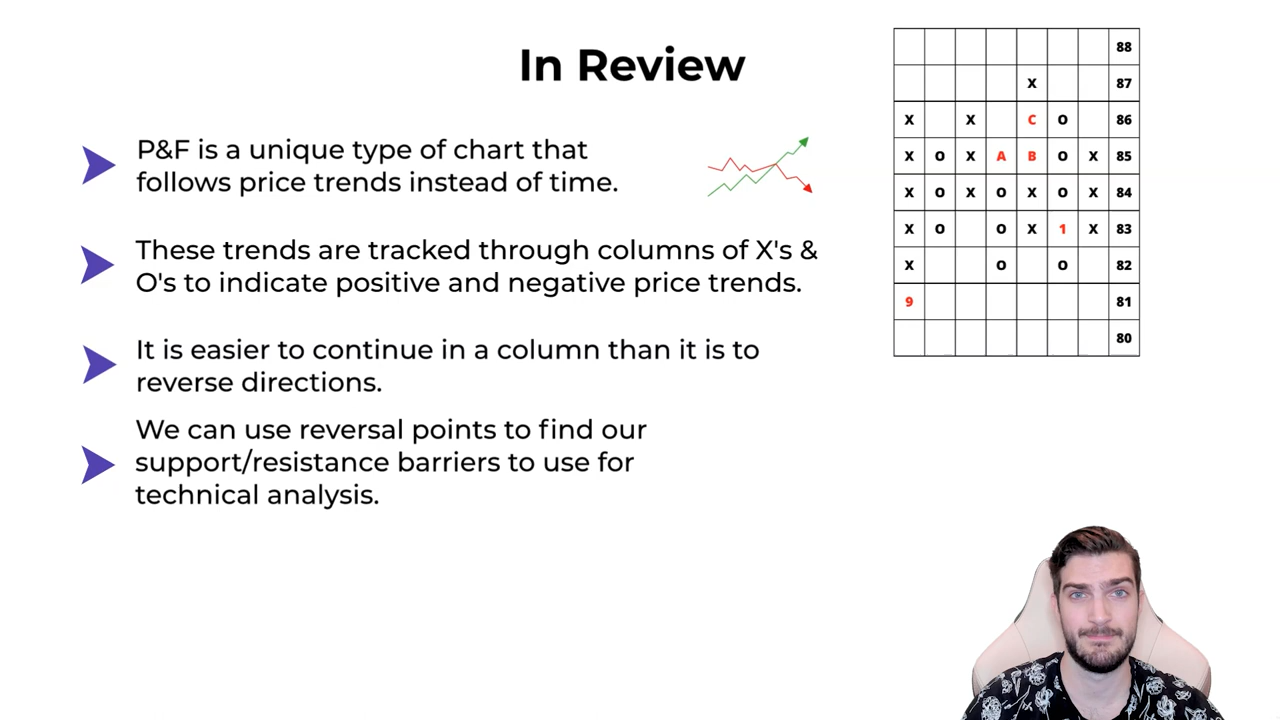 In Review
P&F is a unique type of chart that
follows price trends instead of time.
These trends are tracked through columns of X's &
O's to indicate positive and negative price trends.
It is easier to continue in a column than it is to
reverse directions.
We can use reversal points to find our
support/resistance barriers to use for
technical analysis.
88
X 87
X X C O 86
X O X A B O X 85
X O X O X O X 84
X O O X 1 X 83
X O O 82
9 81
80